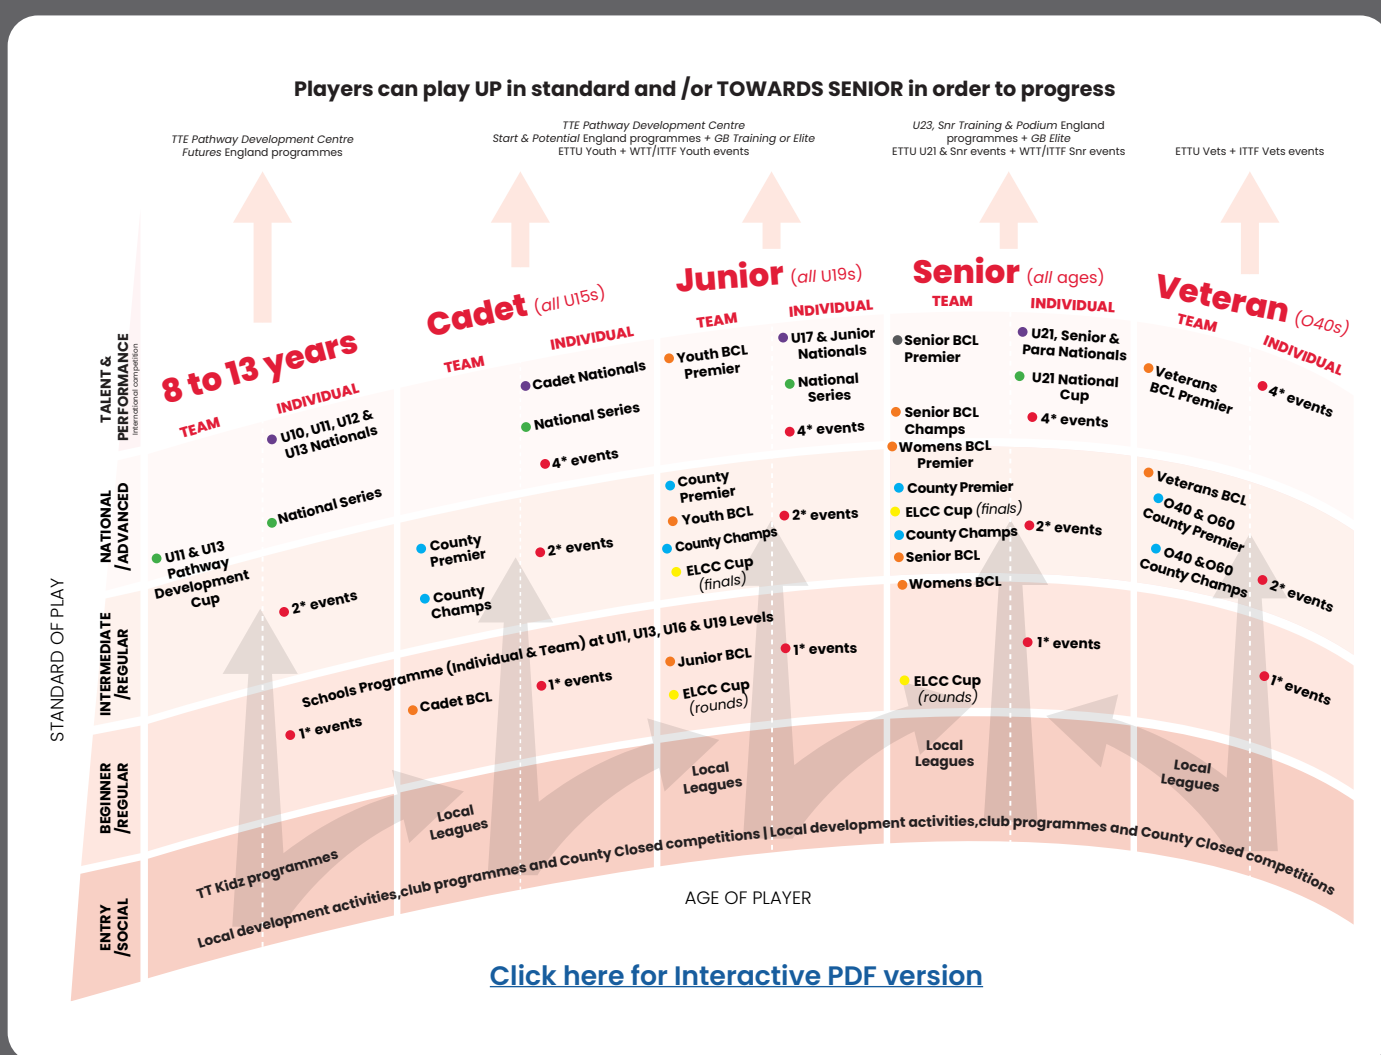 Players can play UP in standard and /or TOWARDS SENIOR in order to progress
TTE Pathway Development Centre
Futures England programmes
TTE Pathway Development Centre
Start & Potential England programmes + GB Training or Elite
ETTU Youth + WTT/ITTF Youth events
U23, Snr Training & Podium England
programmes + GB Elite
ETTU U21 & Snr events + WTT/ITTF Snr events
ETTU Vets + ITTF Vets events
STANDARD OF PLAY
TALENT &
PERFORMANCE
International competition
NATIONAL
/ADVANCED
INTERMEDIATE
/REGULAR
BEGINNER
/REGULAR
ENTRY
/SOCIAL
8 to 13 years
TEAM
INDIVIDUAL
U10, U11, U12 &
U13 Nationals
National Series
U11 & U13
Pathway
Development
Cup
2* events
1* events
TT Kidz programmes
Cadet (all U15s)
TEAM
INDIVIDUAL
Cadet Nationals
National Series
4* events
County
Premier
2* events
County
Champs
Schools Programme (Individual & Team) at U11, U13, U16 & U19 Levels
1* events
Cadet BCL
Local
Leagues
Junior (all U19s)
TEAM
INDIVIDUAL
Youth BCL
Premier
U17 & Junior
Nationals
National
Series
4* events
County
Premier
Youth BCL
2* events
County Champs
ELCC Cup
(finals)
Junior BCL
1* events
ELCC Cup
(rounds)
Local
Leagues
Senior (all ages)
TEAM
INDIVIDUAL
Senior BCL
Premier
U21, Senior &
Para Nationals
U21 National
Cup
Senior BCL
Champs
4* events
Womens BCL
Premier
County Premier
ELCC Cup (finals)
County Champs
2* events
Senior BCL
Womens BCL
1* events
ELCC Cup
(rounds)
Local
Leagues
Veteran (O40s)
TEAM
INDIVIDUAL
Veterans
BCL Premier
4* events
Veterans BCL
O40 & O60
County Premier
O40 &O60
County Champs
2* events
1* events
Local
Leagues
Local development activities,club programmes and County Closed competitions | Local development activities,club programmes and County Closed competitions
AGE OF PLAYER
Click here for Interactive PDF version